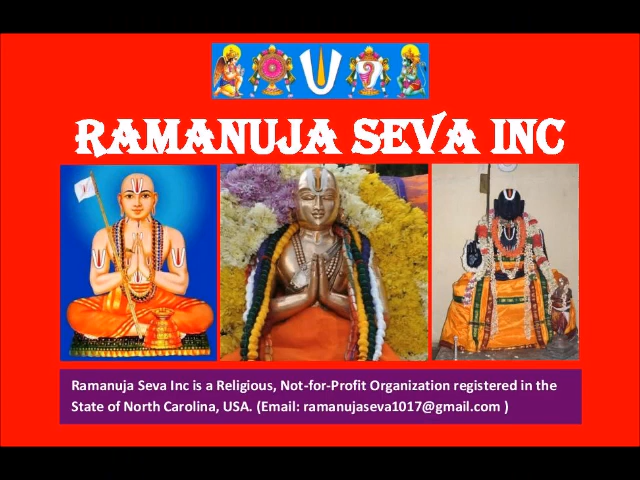 RAMANUJA SEVA INC
Ramanuja Seva Inc is a Religious, Not-for-Profit Organization registered in the
State of North Carolina, USA. (Email: ramanujaseva1017@gmail.com )